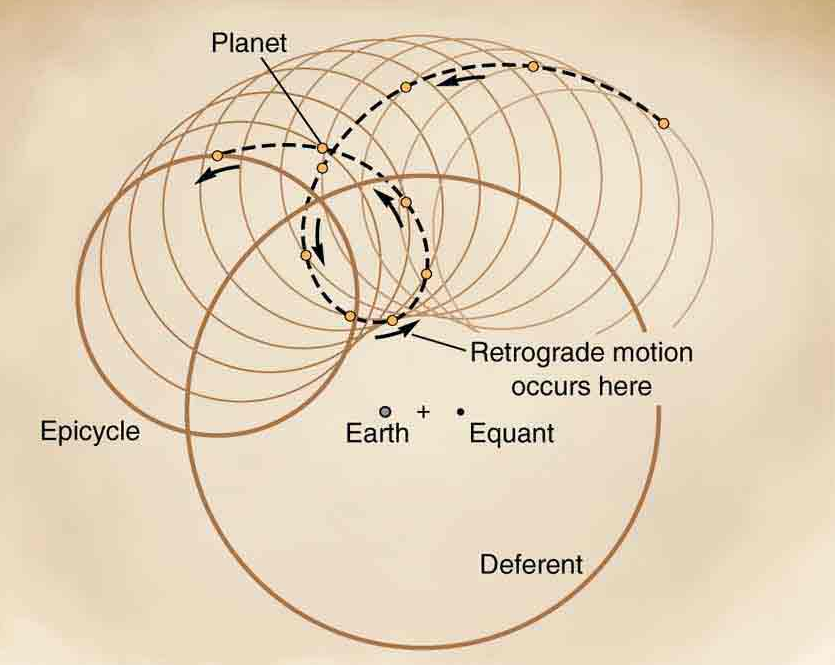 Planet
Retrograde motion
occurs here
Epicycle
Earth
+
Equant
Deferent